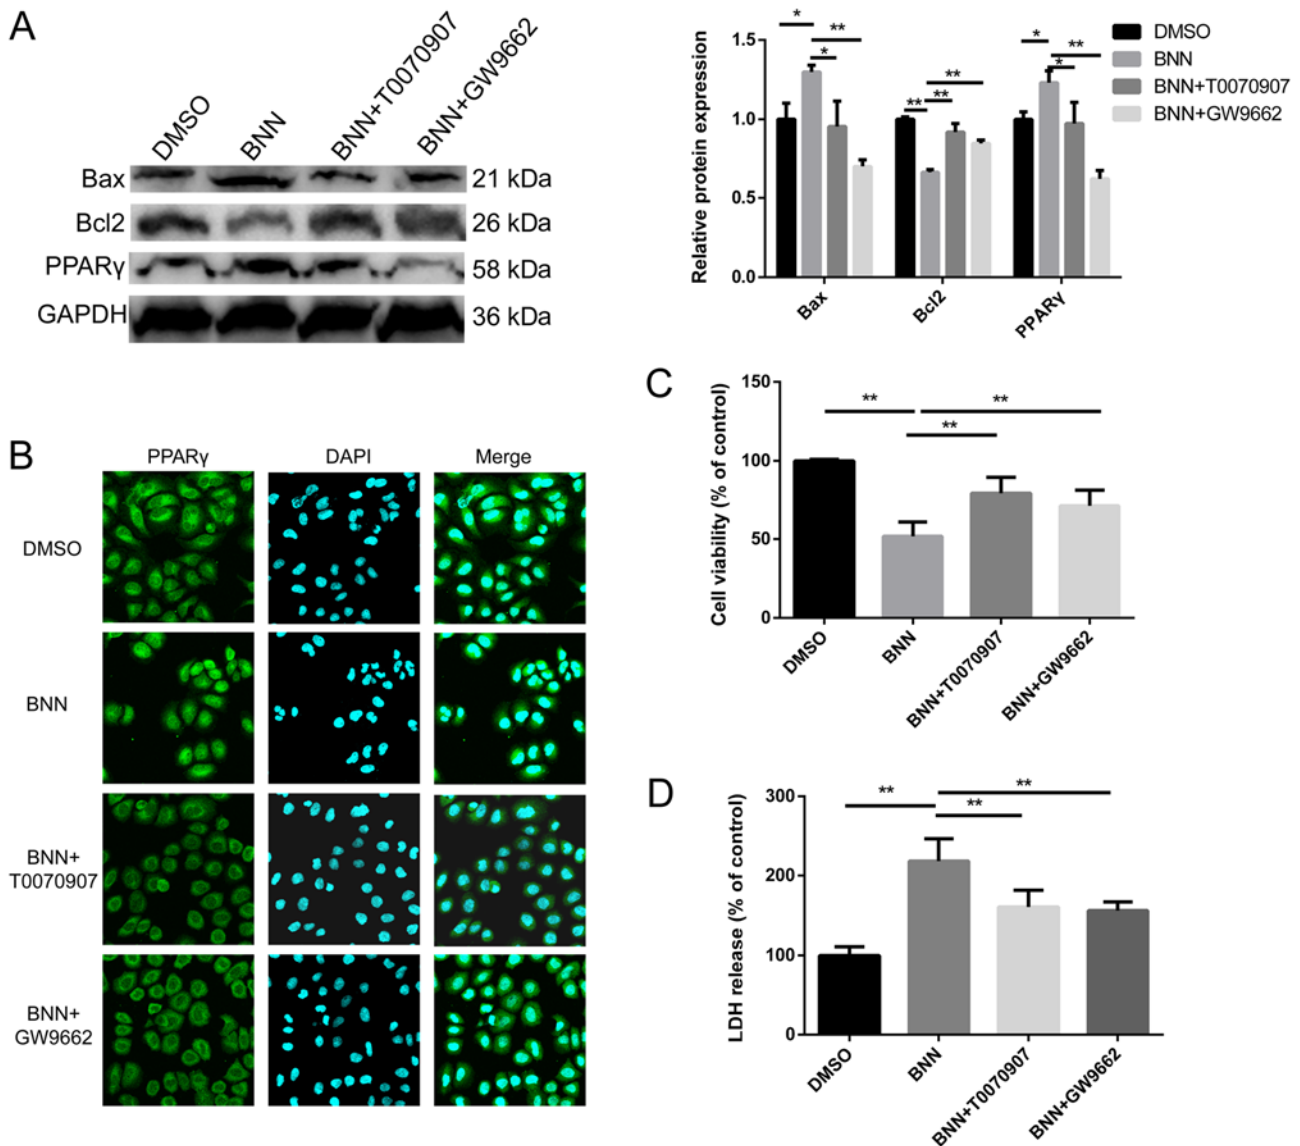 A
DMSO
BNN
BNN+T0070907
BNN+GW9662
Bax
21 kDa
Bcl2
26 kDa
PPARγ
58 kDa
GAPDH
36 kDa
Relative protein expression
1.5
1.0
0.5
0.0
*
*
**
**
**
**
*
*
**
Bax
Bcl2
PPARγ
DMSO
BNN
BNN+T0070907
BNN+GW9662
B
PPARγ
DAPI
Merge
DMSO
BNN
BNN+
T0070907
BNN+
GW9662
C
Cell viability (% of control)
150
100
50
0
**
**
**
DMSO
BNN
BNN+T0070907
BNN+GW9662
D
LDH release (% of control)
300
200
100
0
**
**
**
DMSO
BNN
BNN+T0070907
BNN+GW9662